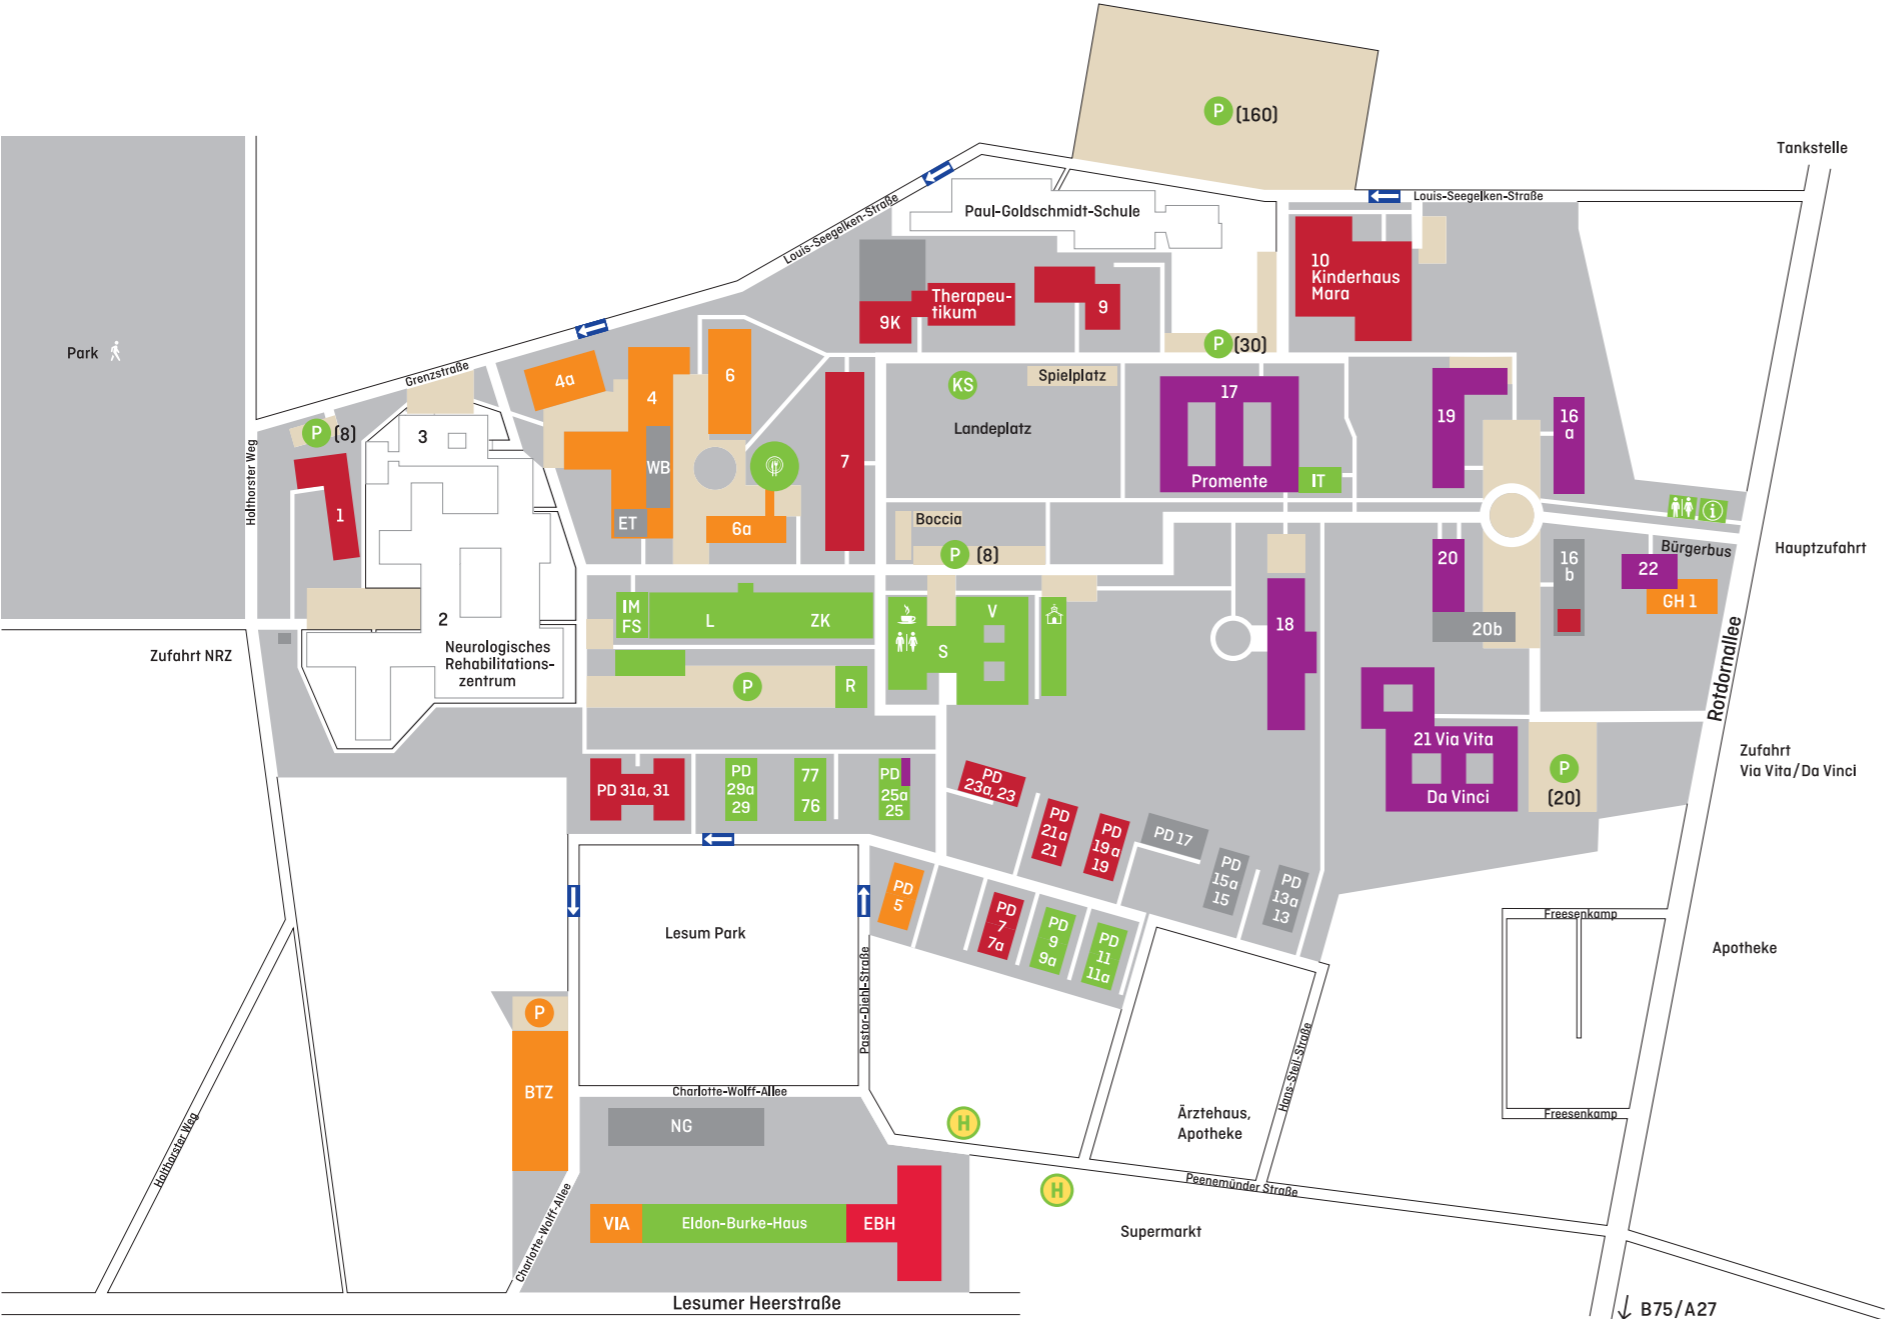 P (160)
Tankstelle
Louis-Seegelken-Straße
Paul-Goldschmidt-Schule
Louis-Seegelken-Straße
10
Kinderhaus
Mara
Therapeu-
tikum
9K
9
P (30)
Park
Grenzstraße
4a
4
6
KS
Spielplatz
17
19
16
a
Landeplatz
P (8)
3
Holthorster Weg
WB
7
Promente
IT
1
ET
6a
Boccia
i
P (8)
Bürgerbus
Hauptzufahrt
20
16
b
22
GH 1
IM
FS
L
ZK
V
S
18
20b
2
Neurologisches
Rehabilitations-
zentrum
Zufahrt NRZ
P
R
Rotdornallee
21 Via Vita
Da Vinci
P
(20)
Zufahrt
Via Vita/Da Vinci
PD 31a, 31
PD
29a
29
77
76
PD
25a
25
PD
23a, 23
PD
21a
21
PD
19a
19
PD 17
PD
15a
15
PD
13a
13
PD
5
PD
7
7a
PD
9
9a
PD
11
11a
Lesum Park
Pastor-Diehl-Straße
Freesenkamp
Apotheke
P
BTZ
Charlotte-Wolff-Allee
Hans-Stell-Straße
Freesenkamp
NG
H
Ärztehaus,
Apotheke
Holthorster Weg
H
Peenemünder Straße
Supermarkt
VIA
Eldon-Burke-Haus
EBH
Charlotte-Wolff-Allee
Lesumer Heerstraße
↓ B75/A27